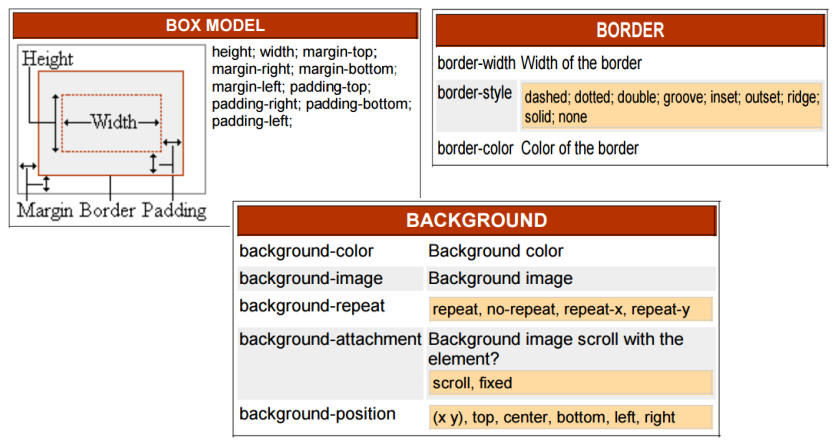 BOX MODEL
Height
Width
Margin Border Padding
height; width; margin-top;
margin-right; margin-bottom;
margin-left; padding-top;
padding-right; padding-bottom;
padding-left;
BORDER
border-width Width of the border
border-style dashed; dotted; double; groove; inset; outset; ridge;
solid; none
border-color Color of the border
BACKGROUND
background-color Background color
background-image Background image
background-repeat repeat, no-repeat, repeat-x, repeat-y
background-attachment Background image scroll with the
element?
scroll, fixed
background-position (x y), top, center, bottom, left, right